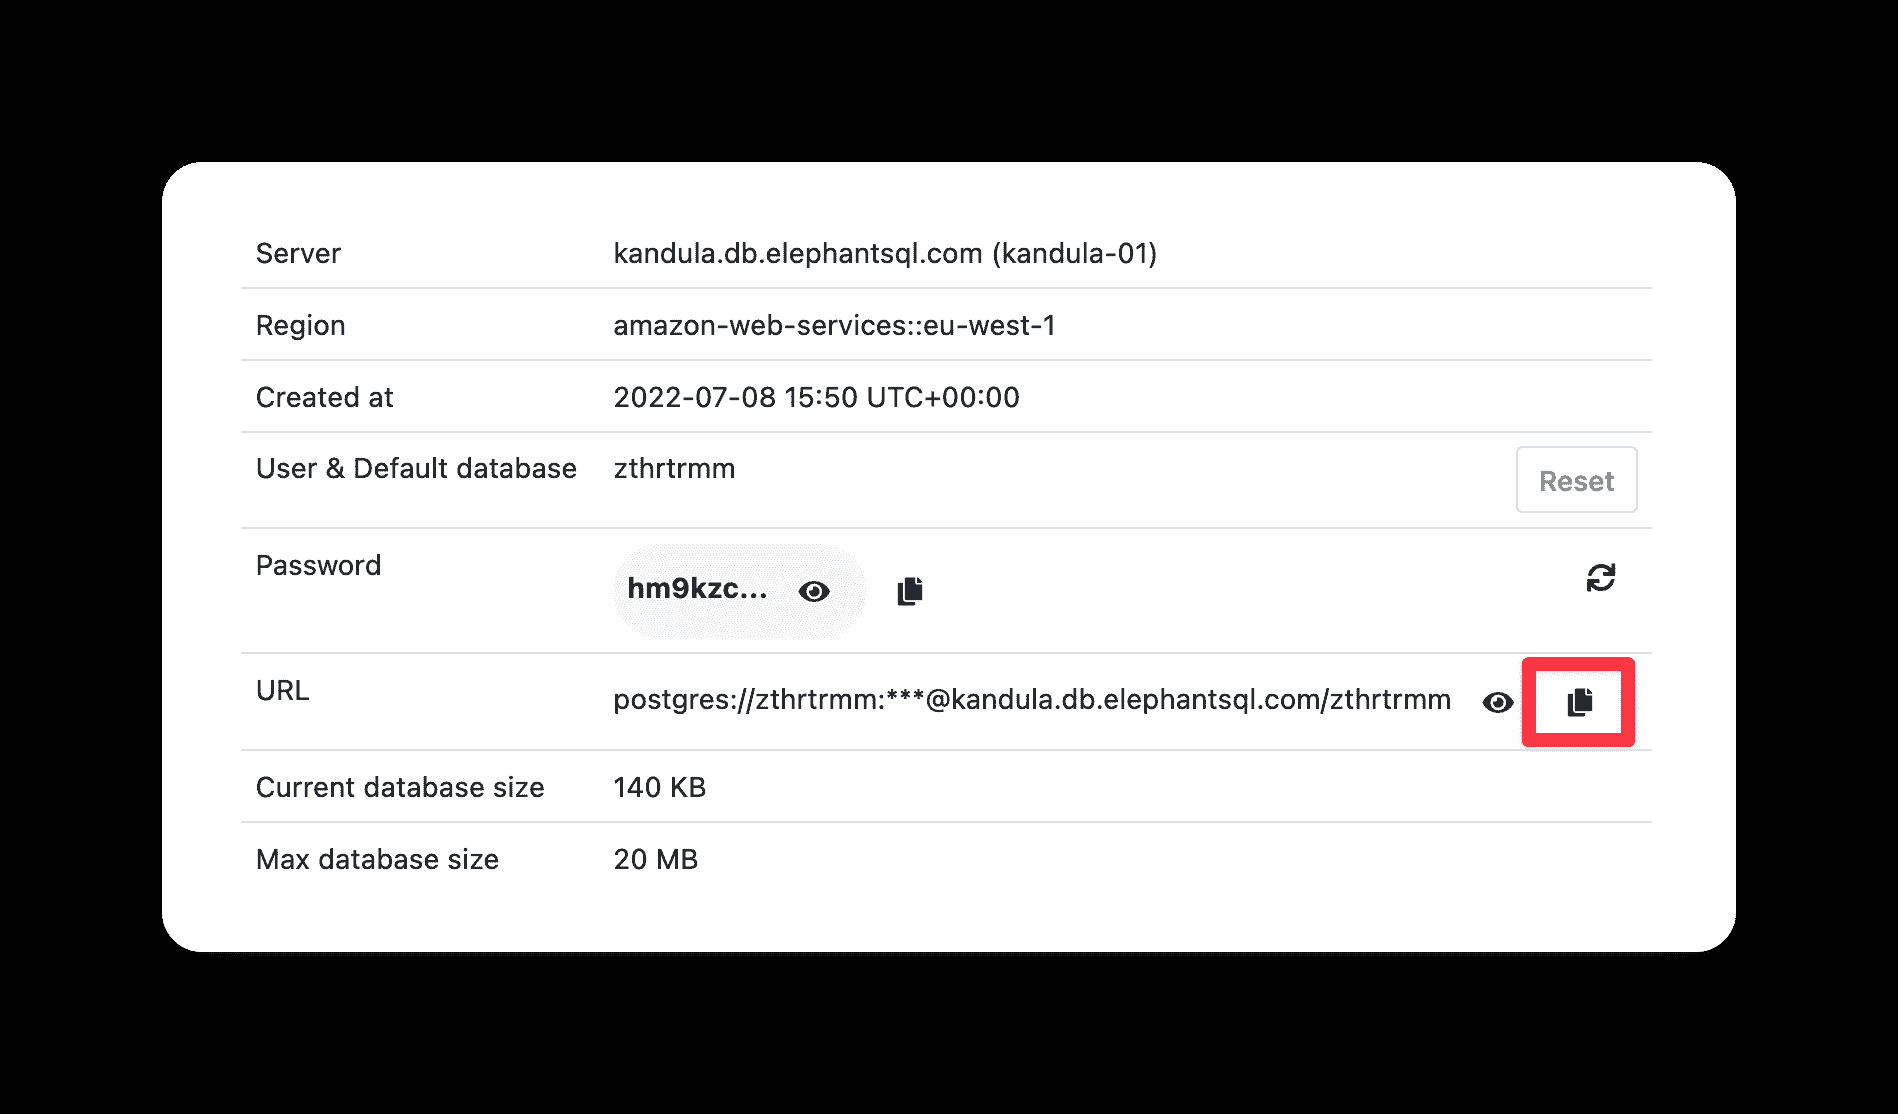 Server kandula.db.elephantsql.com (kandula-01)
Region amazon-web-services::eu-west-1
Created at 2022-07-08 15:50 UTC+00:00
User & Default database zthrtrmm Reset
Password hm9kzc...
URL postgres://zthrtrmm:***@kandula.db.elephantsql.com/zthrtrmm
Current database size 140 KB
Max database size 20 MB